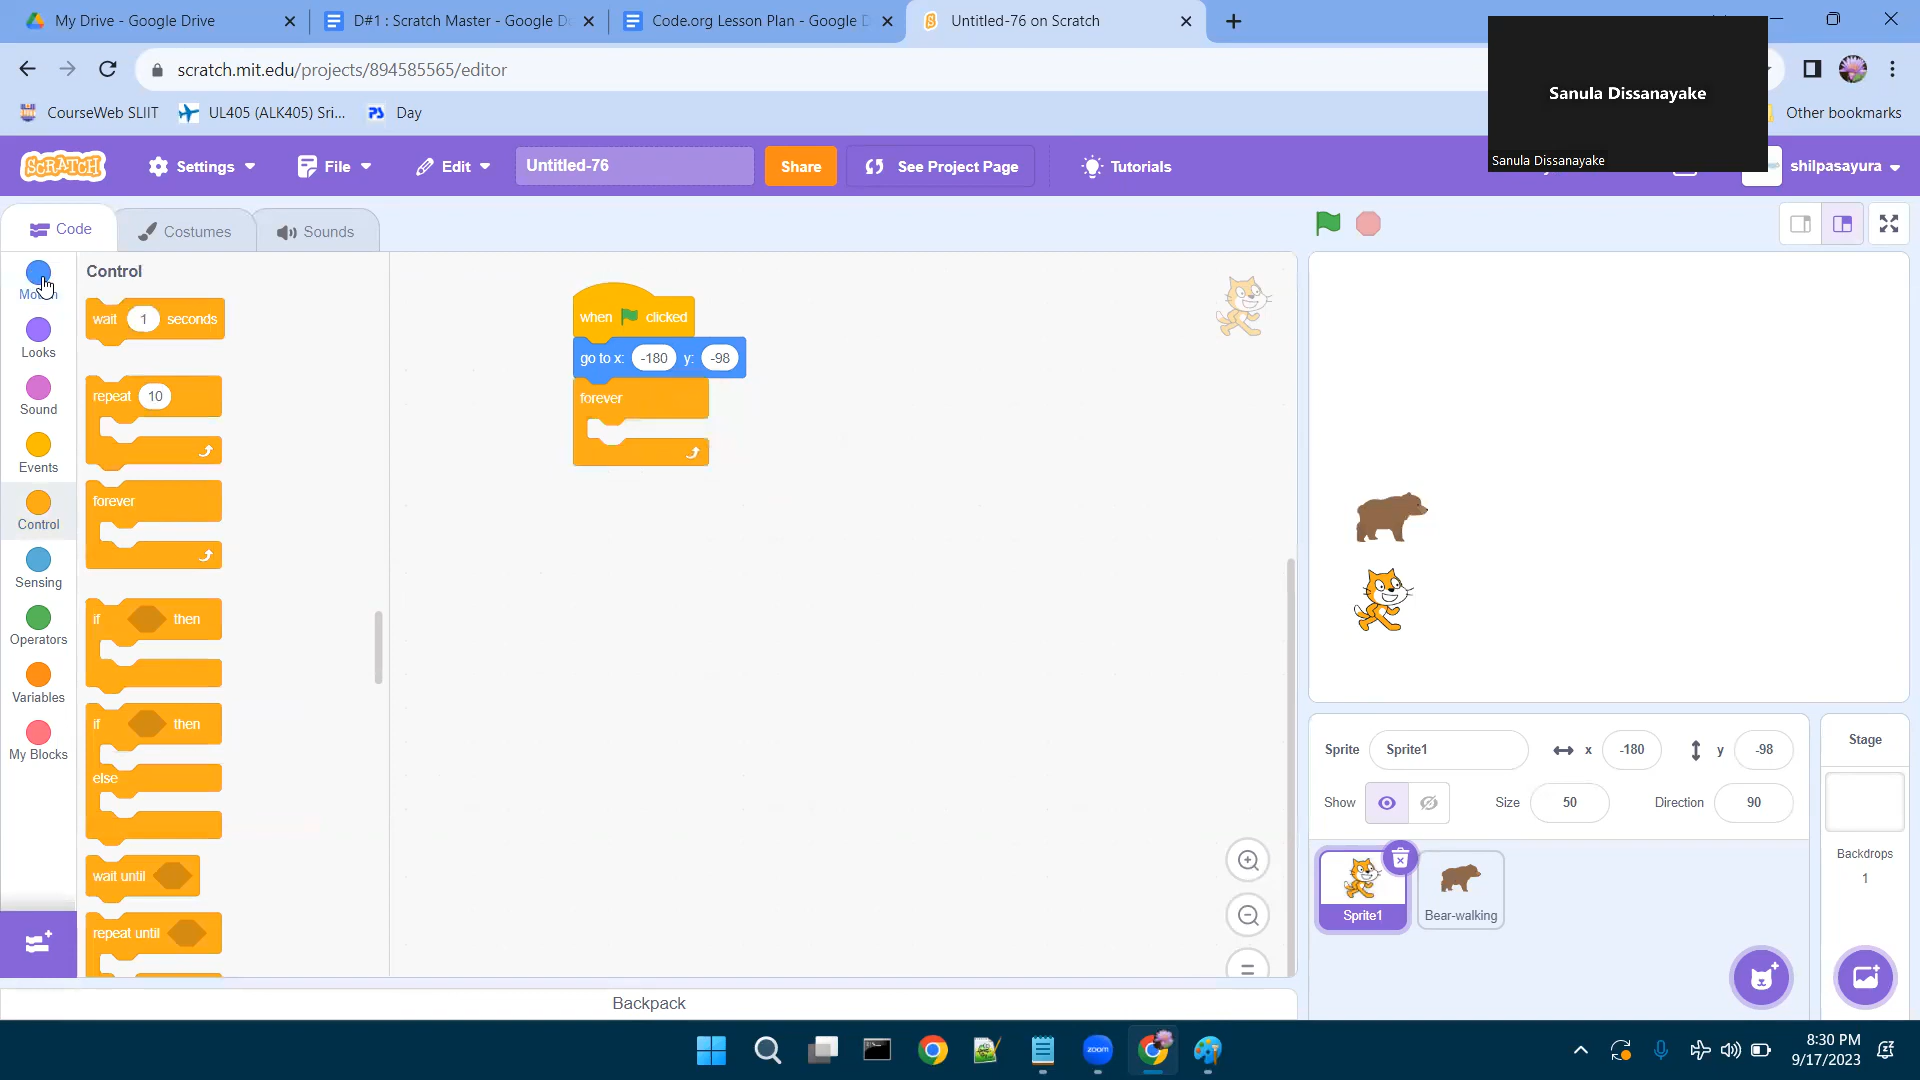 My Drive - Google Drive
D#1 : Scratch Master - Google D
Code.org Lesson Plan - Google D
Untitled-76 on Scratch
scratch.mit.edu/projects/894585565/editor
CourseWeb SLIIT
UL405 (ALK405) Sri...
PS
Day
Other bookmarks
Sanula Dissanayake
Sanula Dissanayake
SCRATCH
Settings
File
Edit
Untitled-76
Share
See Project Page
Tutorials
shilpasayura
Code
Costumes
Sounds
Motion
Looks
Sound
Events
Control
Sensing
Operators
Variables
My Blocks
Control
wait 1 seconds
repeat 10
forever
if then
if then
else
wait until
repeat until
when clicked
go to x: -180 y: -98
forever
Backpack
Sprite Sprite1 x -180 y -98
Show Size 50 Direction 90
Sprite1
Bear-walking
Stage
Backdrops
1
zoom
8:30 PM
9/17/2023